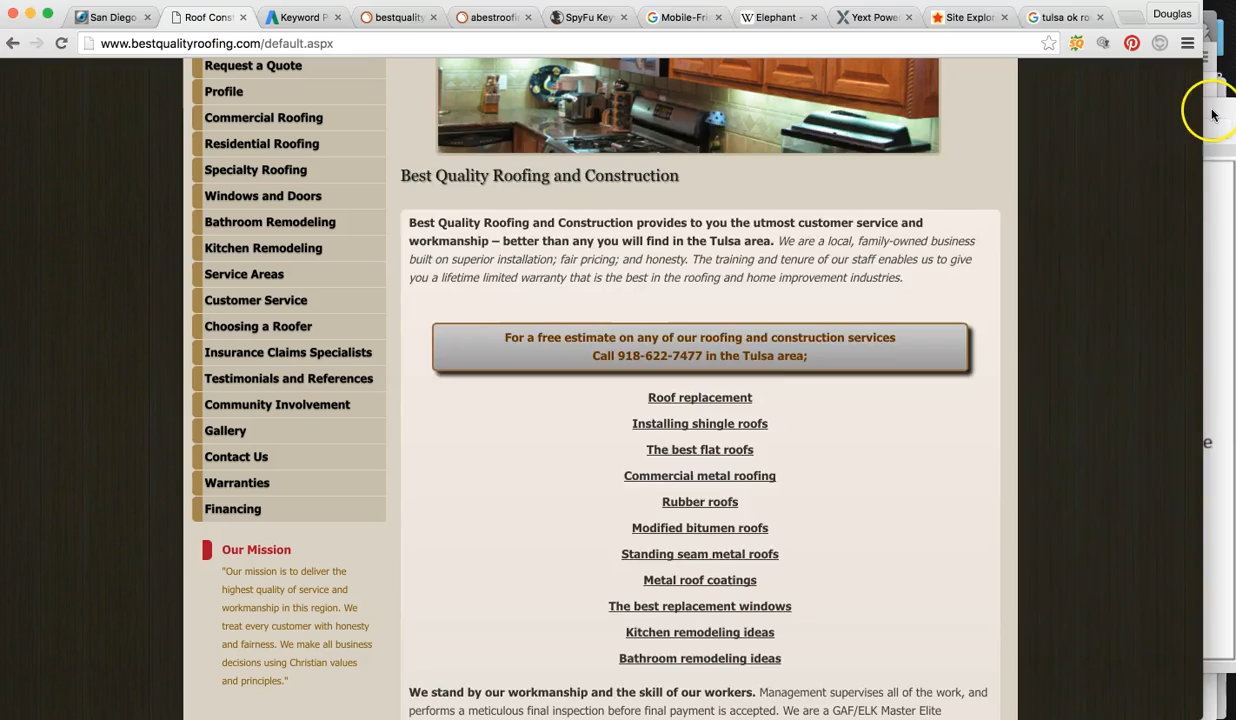 San Diego
Roof Const
Keyword P
bestquality
abestroofin
SpyFu Key
Mobile-Fri
Elephant -
Yext Powe
Site Explor
tulsa ok ro
Douglas
www.bestqualityroofing.com/default.aspx
Request a Quote
Profile
Commercial Roofing
Residential Roofing
Specialty Roofing
Windows and Doors
Bathroom Remodeling
Kitchen Remodeling
Service Areas
Customer Service
Choosing a Roofer
Insurance Claims Specialists
Testimonials and References
Community Involvement
Gallery
Contact Us
Warranties
Financing
Our Mission
"Our mission is to deliver the
highest quality of service and
workmanship in this region. We
treat every customer with honesty
and fairness. We make all business
decisions using Christian values
and principles."
Best Quality Roofing and Construction
Best Quality Roofing and Construction provides to you the utmost customer service and
workmanship – better than any you will find in the Tulsa area. We are a local, family-owned business
built on superior installation; fair pricing; and honesty. The training and tenure of our staff enables us to give
you a lifetime limited warranty that is the best in the roofing and home improvement industries.
For a free estimate on any of our roofing and construction services
Call 918-622-7477 in the Tulsa area;
Roof replacement
Installing shingle roofs
The best flat roofs
Commercial metal roofing
Rubber roofs
Modified bitumen roofs
Standing seam metal roofs
Metal roof coatings
The best replacement windows
Kitchen remodeling ideas
Bathroom remodeling ideas
We stand by our workmanship and the skill of our workers. Management supervises all of the work, and
performs a meticulous final inspection before final payment is accepted. We are a GAF/ELK Master Elite
e